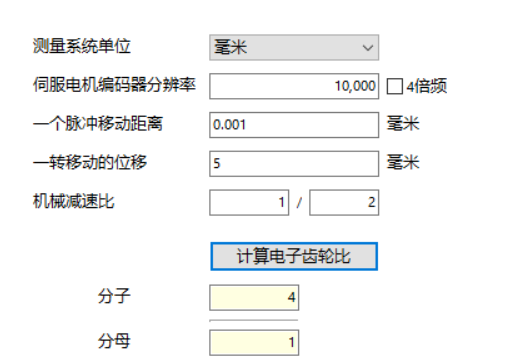 测量系统单位 毫米
伺服电机编码器分辨率 10,000 4倍频
一个脉冲移动距离 0.001 毫米
一转移动的位移 5 毫米
机械减速比 1 / 2
计算电子齿轮比
分子 4
分母 1